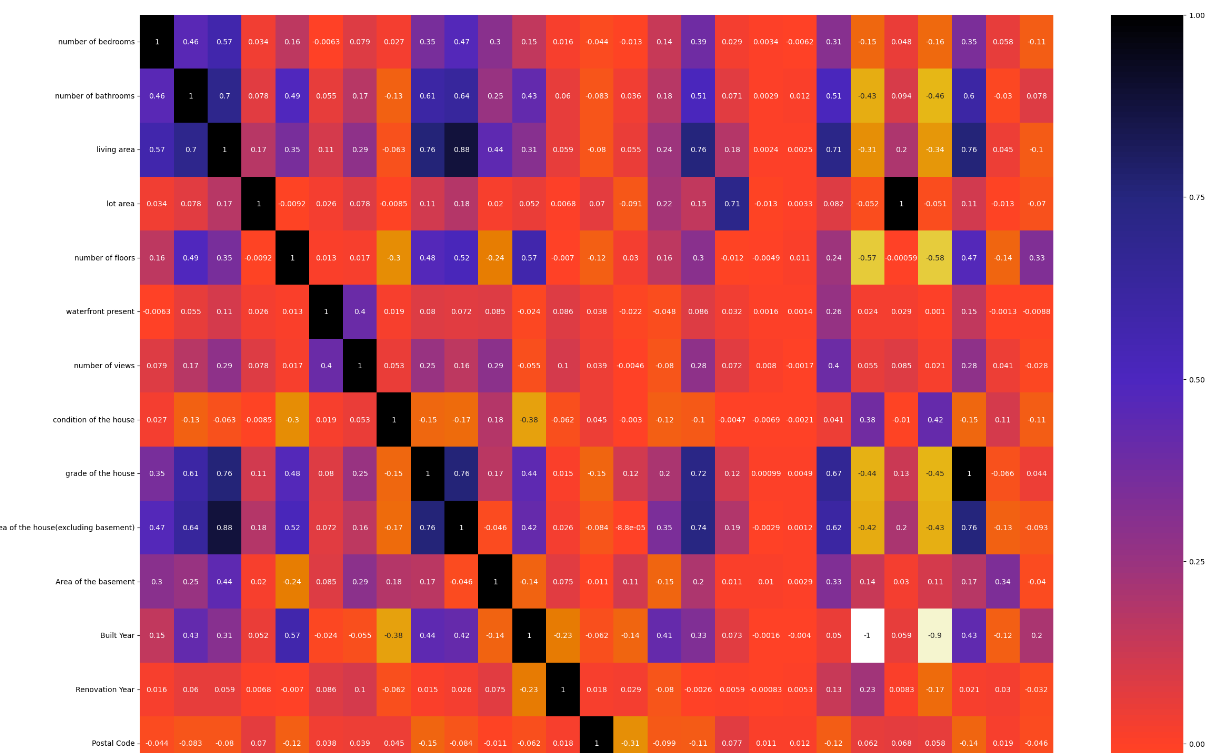 number of bedrooms 1 0.46 0.57 0.034 0.16 -0.0063 0.079 0.027 0.35 0.47 0.3 0.15 0.016 -0.044 -0.013 0.14 0.39 0.029 0.0034 -0.0062 0.31 -0.15 0.048 -0.16 0.35 0.058 -0.11
number of bathrooms 0.46 1 0.7 0.078 0.49 0.055 0.17 -0.13 0.61 0.64 0.25 0.43 0.06 -0.083 0.036 0.18 0.51 0.071 0.0029 0.012 0.51 -0.43 0.094 -0.46 0.6 -0.03 0.078
living area 0.57 0.7 1 0.17 0.35 0.11 0.29 -0.063 0.76 0.88 0.44 0.31 0.059 -0.08 0.055 0.24 0.76 0.18 0.0024 0.0025 0.71 -0.31 0.2 -0.34 0.76 0.045 -0.1
lot area 0.034 0.078 0.17 1 -0.0092 0.026 0.078 -0.0085 0.11 0.18 0.02 0.052 0.0068 0.07 -0.091 0.22 0.15 0.71 -0.013 0.0033 0.082 -0.052 1 -0.051 0.11 -0.013 -0.07
number of floors 0.16 0.49 0.35 -0.0092 1 0.013 0.017 -0.3 0.48 0.52 -0.24 0.57 -0.007 -0.12 0.03 0.16 0.3 -0.012 -0.0049 0.011 0.24 -0.57 -0.00059 -0.58 0.47 -0.14 0.33
waterfront present -0.0063 0.055 0.11 0.026 0.013 1 0.4 0.019 0.08 0.072 0.085 -0.024 0.086 0.038 -0.022 -0.048 0.086 0.032 0.0016 0.0014 0.26 0.024 0.029 0.001 0.15 -0.0013 -0.0088
number of views 0.079 0.17 0.29 0.078 0.017 0.4 1 0.053 0.25 0.16 0.29 -0.055 0.1 0.039 -0.0046 -0.08 0.28 0.072 0.008 -0.0017 0.4 0.055 0.085 0.021 0.28 0.041 -0.028
condition of the house 0.027 -0.13 -0.063 -0.0085 -0.3 0.019 0.053 1 -0.15 -0.17 0.18 -0.38 -0.062 0.045 -0.003 -0.12 -0.1 -0.0047 -0.0069 -0.0021 0.041 0.38 -0.01 0.42 -0.15 0.11 -0.11
grade of the house 0.35 0.61 0.76 0.11 0.48 0.08 0.25 -0.15 1 0.76 0.17 0.44 0.015 -0.15 0.12 0.2 0.72 0.12 0.00099 0.0049 0.67 -0.44 0.13 -0.45 1 -0.066 0.044
ea of the house(excluding basement) 0.47 0.64 0.88 0.18 0.52 0.072 0.16 -0.17 0.76 1 -0.046 0.42 0.026 -0.084 -8.8e-05 0.35 0.74 0.19 -0.0029 0.0012 0.62 -0.42 0.2 -0.43 0.76 -0.13 -0.093
Area of the basement 0.3 0.25 0.44 0.02 -0.24 0.085 0.29 0.18 0.17 -0.046 1 -0.14 0.075 -0.011 0.11 -0.15 0.2 0.011 0.01 0.0029 0.33 0.14 0.03 0.11 0.17 0.34 -0.04
Built Year 0.15 0.43 0.31 0.052 0.57 -0.024 -0.055 -0.38 0.44 0.42 -0.14 1 -0.23 -0.062 -0.14 0.41 0.33 0.073 -0.0016 -0.004 0.05 -1 0.059 -0.9 0.43 -0.12 0.2
Renovation Year 0.016 0.06 0.059 0.0068 -0.007 0.086 0.1 -0.062 0.015 0.026 0.075 -0.23 1 0.018 0.029 -0.08 -0.0026 0.0059 -0.00083 0.0053 0.13 0.23 0.0083 -0.17 0.021 0.03 -0.032
Postal Code -0.044 -0.083 -0.08 0.07 -0.12 0.038 0.039 0.045 -0.15 -0.084 -0.011 -0.062 0.018 1 -0.31 -0.099 -0.11 0.077 0.011 0.012 -0.12 0.062 0.068 0.058 -0.14 0.019 -0.046
1.00
0.75
0.50
0.25
0.00